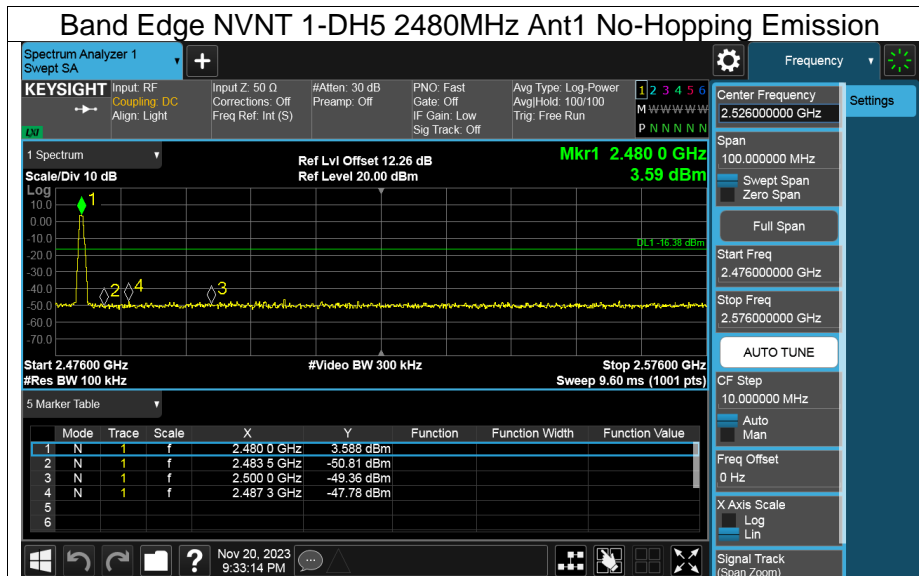 Band Edge NVNT 1-DH5 2480MHz Ant1 No-Hopping Emission
Spectrum Analyzer 1
Swept SA
+
Frequency
KEYSIGHT
LXI
Input: RF
Coupling: DC
Align: Light
Input Z: 50 Ω
Corrections: Off
Freq Ref: Int (S)
#Atten: 30 dB
Preamp: Off
PNO: Fast
Gate: Off
IF Gain: Low
Sig Track: Off
Avg Type: Log-Power
Avg|Hold: 100/100
Trig: Free Run
1 2 3 4 5 6
M W W W W W
P N N N N N
1 Spectrum
Scale/Div 10 dB
Ref Lvl Offset 12.26 dB
Ref Level 20.00 dBm
Mkr1 2.480 0 GHz
3.59 dBm
Log
10.0
0.00
-10.0
-20.0
-30.0
-40.0
-50.0
-60.0
-70.0
1
2
4
3
DL1 -16.38 dBm
Start 2.47600 GHz
#Res BW 100 kHz
#Video BW 300 kHz
Stop 2.57600 GHz
Sweep 9.60 ms (1001 pts)
5 Marker Table
Mode Trace Scale X Y Function Function Width Function Value
1 N 1 f 2.480 0 GHz 3.588 dBm
2 N 1 f 2.483 5 GHz -50.81 dBm
3 N 1 f 2.500 0 GHz -49.36 dBm
4 N 1 f 2.487 3 GHz -47.78 dBm
5
6
?
Nov 20, 2023
9:33:14 PM
Center Frequency
2.526000000 GHz
Settings
Span
100.000000 MHz
Swept Span
Zero Span
Full Span
Start Freq
2.476000000 GHz
Stop Freq
2.576000000 GHz
AUTO TUNE
CF Step
10.000000 MHz
Auto
Man
Freq Offset
0 Hz
X Axis Scale
Log
Lin
Signal Track
(Span Zoom)